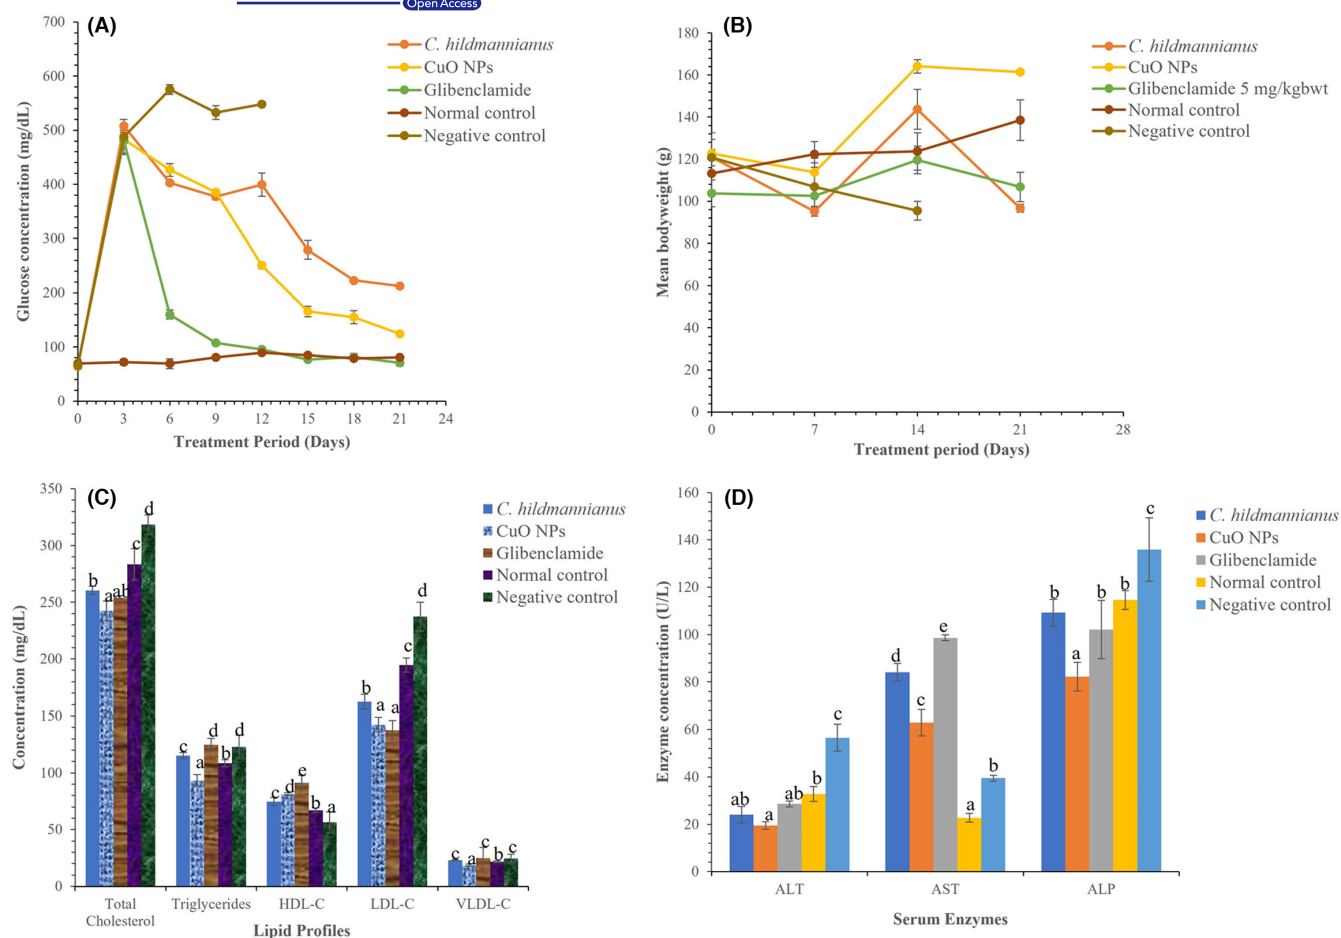 Open Access
(A)
700
600
500
400
300
200
100
0
Glucose concentration (mg/dL)
0 3 6 9 12 15 18 21 24
Treatment Period (Days)
C. hildmannianus
CuO NPs
Glibenclamide
Normal control
Negative control
(B)
180
160
140
120
100
80
60
40
20
0
Mean bodyweight (g)
0 7 14 21 28
Treatment period (Days)
C. hildmannianus
CuO NPs
Glibenclamide 5 mg/kgbwt
Normal control
Negative control
(C)
350
300
250
200
150
100
50
0
Concentration (mg/dL)
b a ab c d
c a d b d
c d e b a
b a a c d
c a c b c
Total Cholesterol
Triglycerides
HDL-C
LDL-C
VLDL-C
Lipid Profiles
C. hildmannianus
CuO NPs
Glibenclamide
Normal control
Negative control
(D)
160
140
120
100
80
60
40
20
0
Enzyme concentration (U/L)
ab a ab b c
d c e a b
b a b b c
ALT AST ALP
Serum Enzymes
C. hildmannianus
CuO NPs
Glibenclamide
Normal control
Negative control